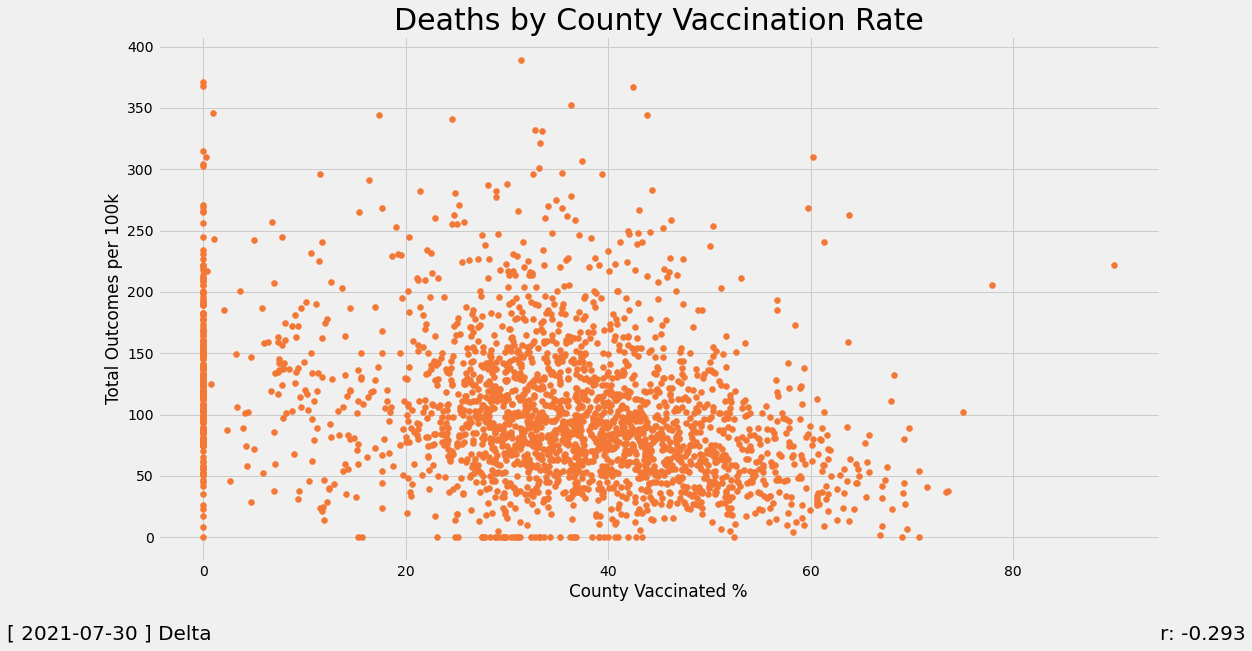 Deaths by County Vaccination Rate
400
350
300
250
200
150
100
50
0
Total Outcomes per 100k
0 20 40 60 80
County Vaccinated %
[ 2021-07-30 ] Delta
r: -0.293